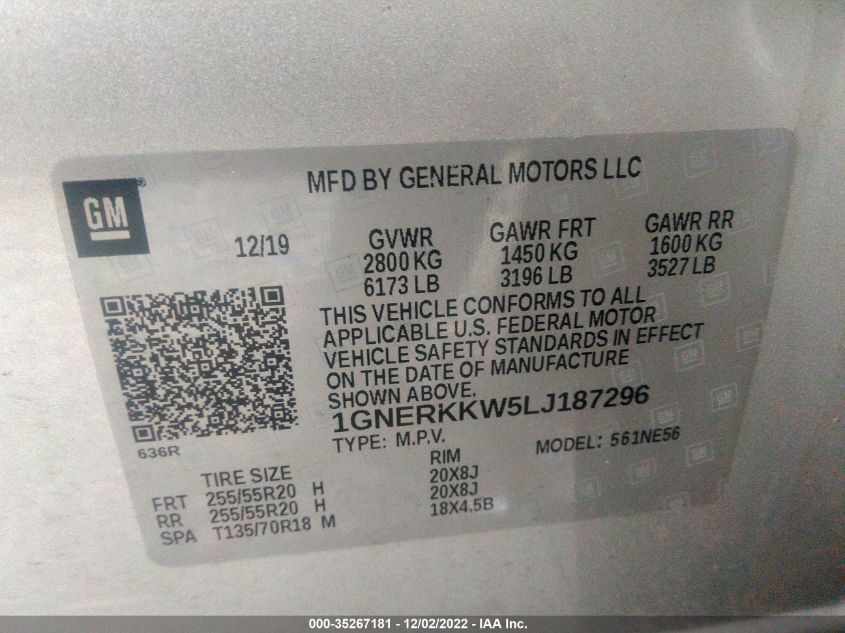 MFD BY GENERAL MOTORS LLC
GM
12/19
GVWR
2800 KG
6173 LB
GAWR FRT
1450 KG
3196 LB
GAWR RR
1600 KG
3527 LB
THIS VEHICLE CONFORMS TO ALL
APPLICABLE U.S. FEDERAL MOTOR
VEHICLE SAFETY STANDARDS IN EFFECT
ON THE DATE OF MANUFACTURE
SHOWN ABOVE.
1GNERKKW5LJ187296
TYPE: M.P.V. MODEL: 561NE56
636R
TIRE SIZE RIM
FRT 255/55R20 H 20X8J
RR 255/55R20 H 20X8J
SPA T135/70R18 M 18X4.5B
000-35267181 - 12/02/2022 - IAA Inc.